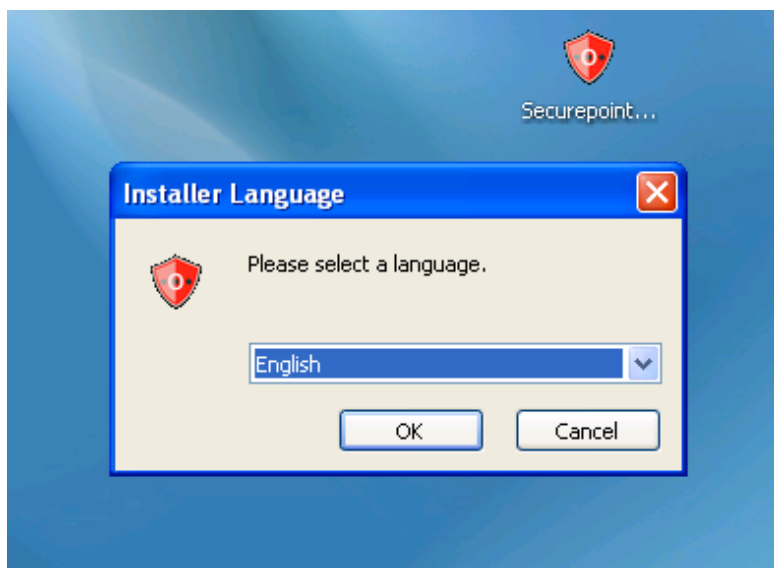 Securepoint...
Installer Language
Please select a language.
English
OK
Cancel